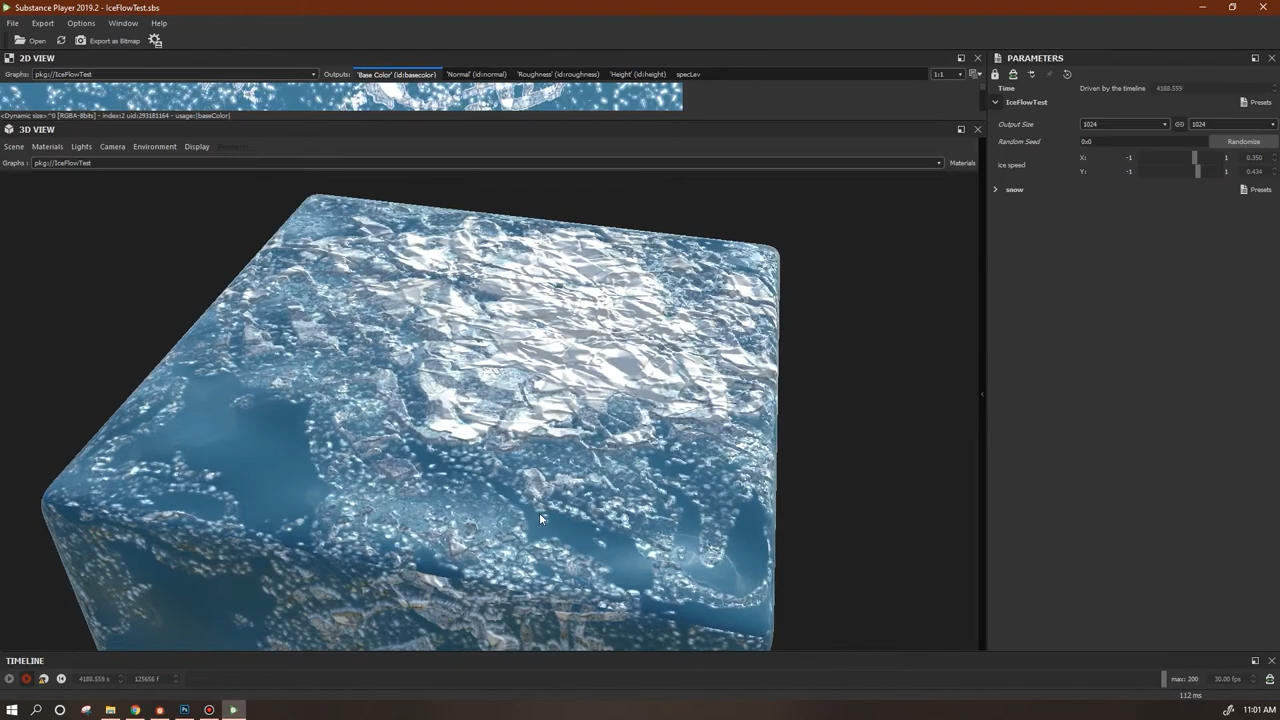 Substance Player 2019.2 - IceFlowTest.sbs
File Export Options Window Help
Open Export as Bitmap
2D VIEW
Graphs: pkg://IceFlowTest Outputs: 'Base Color' (id:basecolor) 'Normal' (id:normal) 'Roughness' (id:roughness) 'Height' (id:height) specLev 1:1
3D VIEW
Scene Materials Lights Camera Environment Display
Graphs : pkg://IceFlowTest Materials
PARAMETERS
Time Driven by the timeline 4188.559
IceFlowTest Presets
Output Size 1024 1024
Random Seed 0x0 Randomize
ice speed X: -1 1 0.350
Y: -1 1 0.434
snow Presets
TIMELINE
4188.559 s 125656 f max: 200 30.00 fps
112 ms
11:01 AM